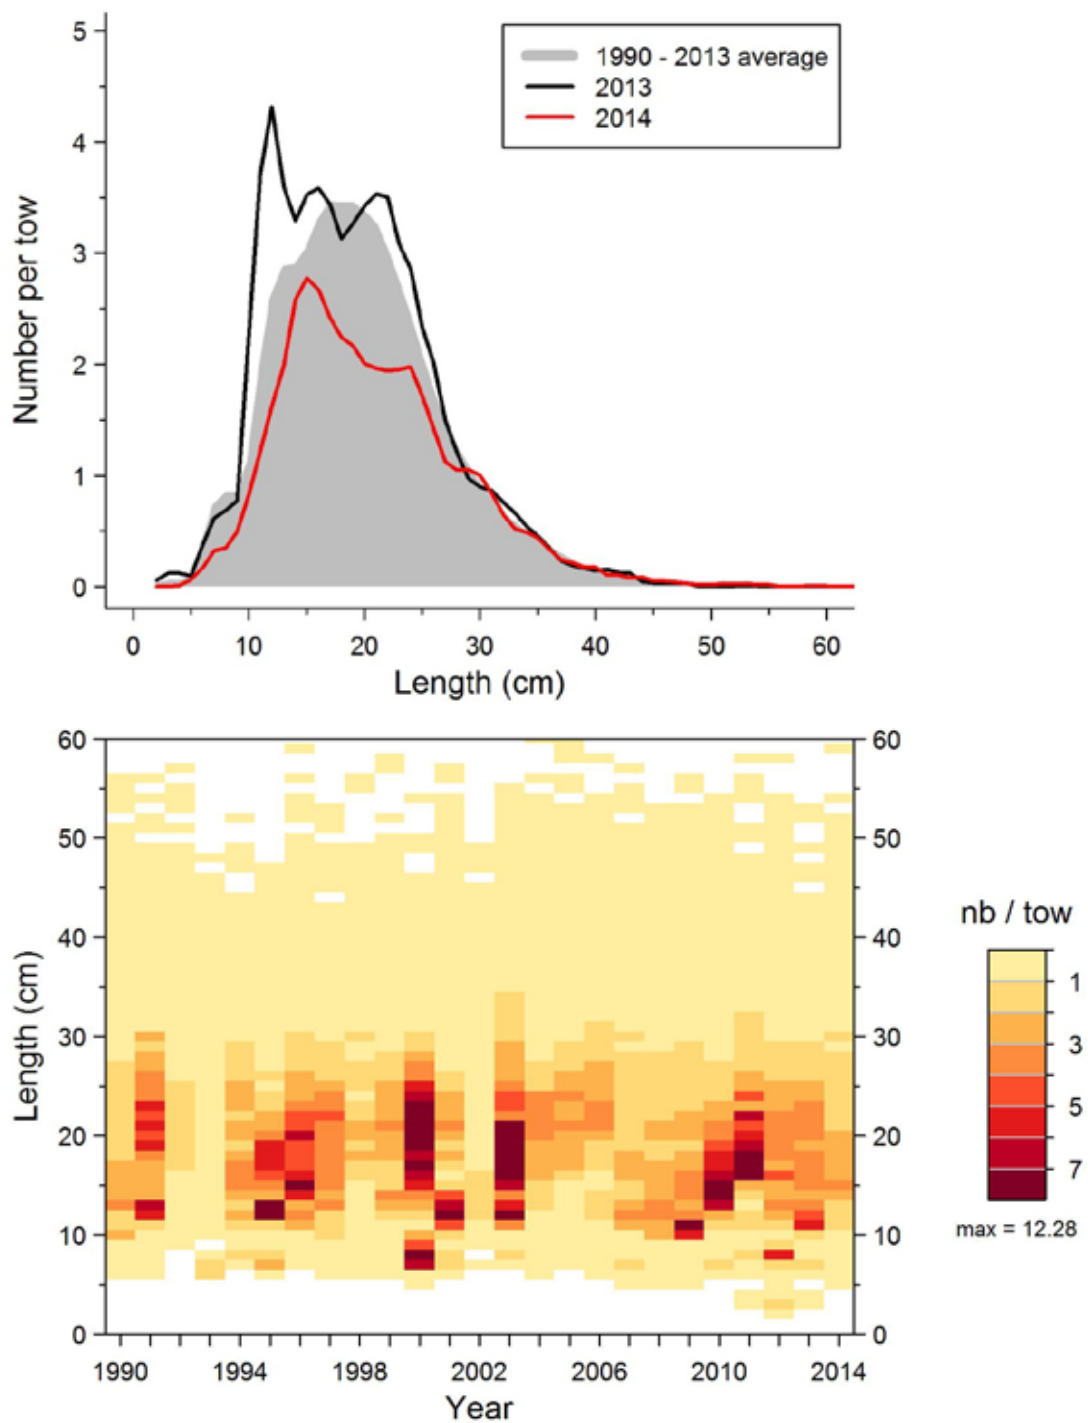 5
4
3
2
1
0
Number per tow
1990 - 2013 average
2013
2014
0 10 20 30 40 50 60
Length (cm)
60 60
50 50
40 40
30 30
20 20
10 10
0 0
Length (cm)
1990 1994 1998 2002 2006 2010 2014
Year
nb / tow
1
3
5
7
max = 12.28